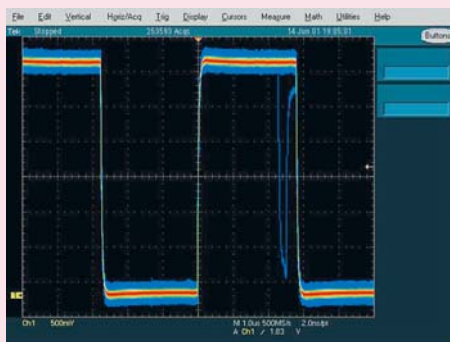 File Edit Vertical Horiz/Acq Trig Display Cursors Measure Math Utilities Help
Tek Stopped 253593 Acqs 14 Jun 01 19:05:01 Buttons
1
Ch1 500mV M 1.0us 500MS/s 2.0ns/pt
A Ch1 / 1.83 V